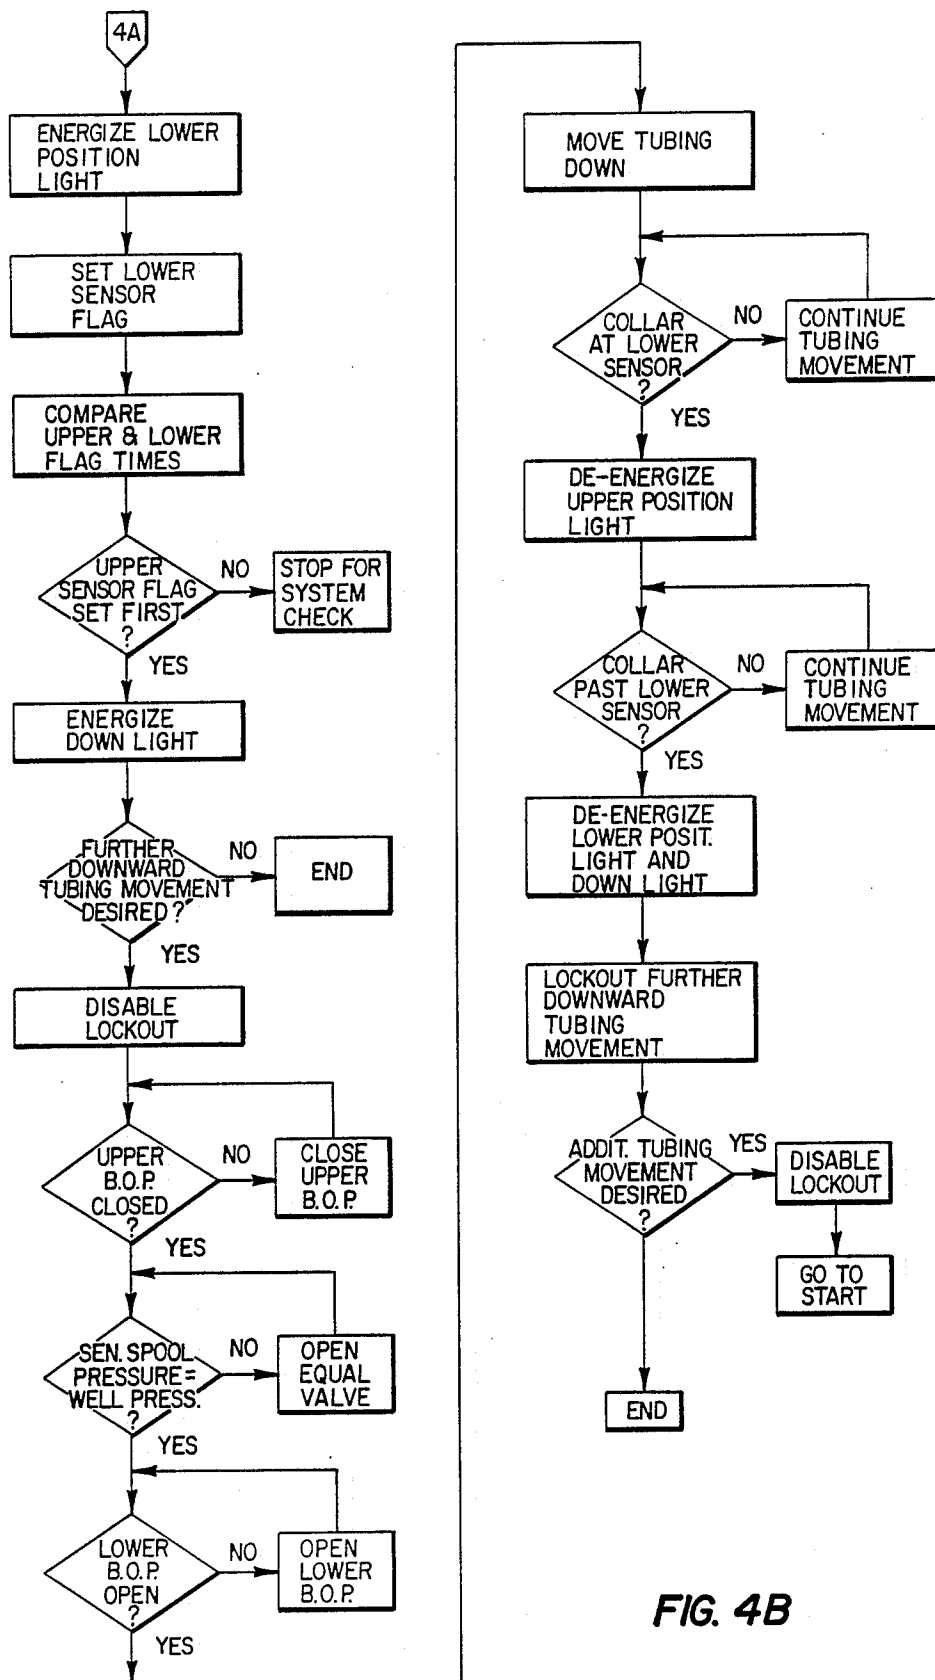 4A
ENERGIZE LOWER
POSITION
LIGHT
SET LOWER
SENSOR
FLAG
COMPARE
UPPER & LOWER
FLAG TIMES
UPPER
SENSOR FLAG
SET FIRST
?
NO
STOP FOR
SYSTEM
CHECK
YES
ENERGIZE
DOWN LIGHT
FURTHER
DOWNWARD
TUBING MOVEMENT
DESIRED?
NO
END
YES
DISABLE
LOCKOUT
UPPER
B.O.P.
CLOSED
?
NO
CLOSE
UPPER
B.O.P.
YES
SEN. SPOOL
PRESSURE=
WELL PRESS.
?
NO
OPEN
EQUAL
VALVE
YES
LOWER
B.O.P.
OPEN
?
NO
OPEN
LOWER
B.O.P.
YES
MOVE TUBING
DOWN
COLLAR
AT LOWER
SENSOR
?
NO
CONTINUE
TUBING
MOVEMENT
YES
DE-ENERGIZE
UPPER POSITION
LIGHT
COLLAR
PAST LOWER
SENSOR
?
NO
CONTINUE
TUBING
MOVEMENT
YES
DE-ENERGIZE
LOWER POSIT.
LIGHT AND
DOWN LIGHT
LOCKOUT FURTHER
DOWNWARD
TUBING
MOVEMENT
ADDIT. TUBING
MOVEMENT
DESIRED
?
YES
DISABLE
LOCKOUT
GO TO
START
END
FIG. 4B